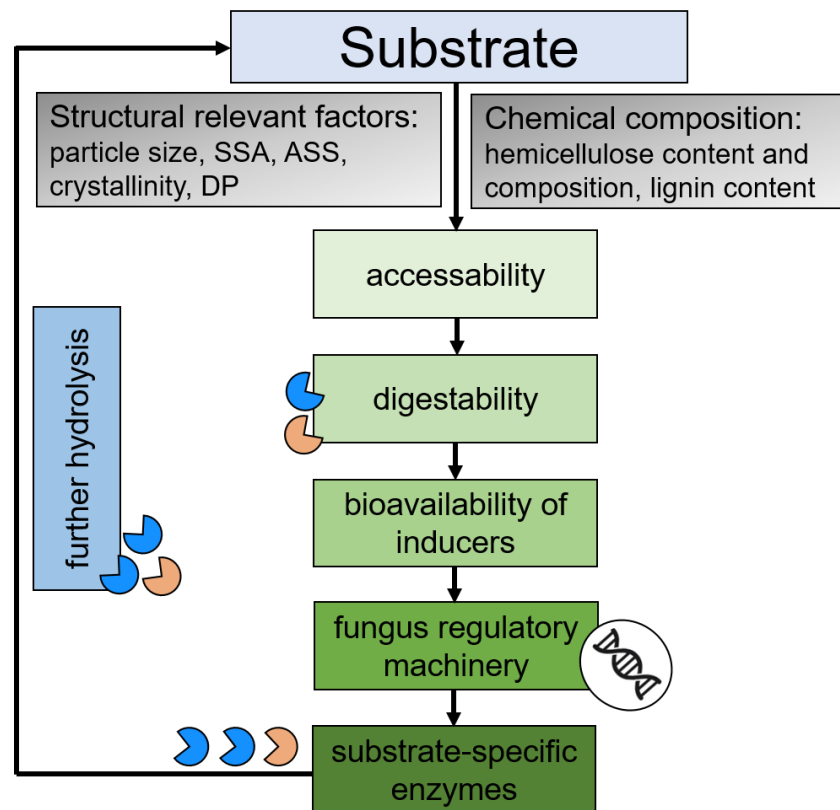 Substrate
Structural relevant factors:
particle size, SSA, ASS,
crystallinity, DP
Chemical composition:
hemicellulose content and
composition, lignin content
accessability
digestability
further hydrolysis
bioavailability of
inducers
fungus regulatory
machinery
substrate-specific
enzymes